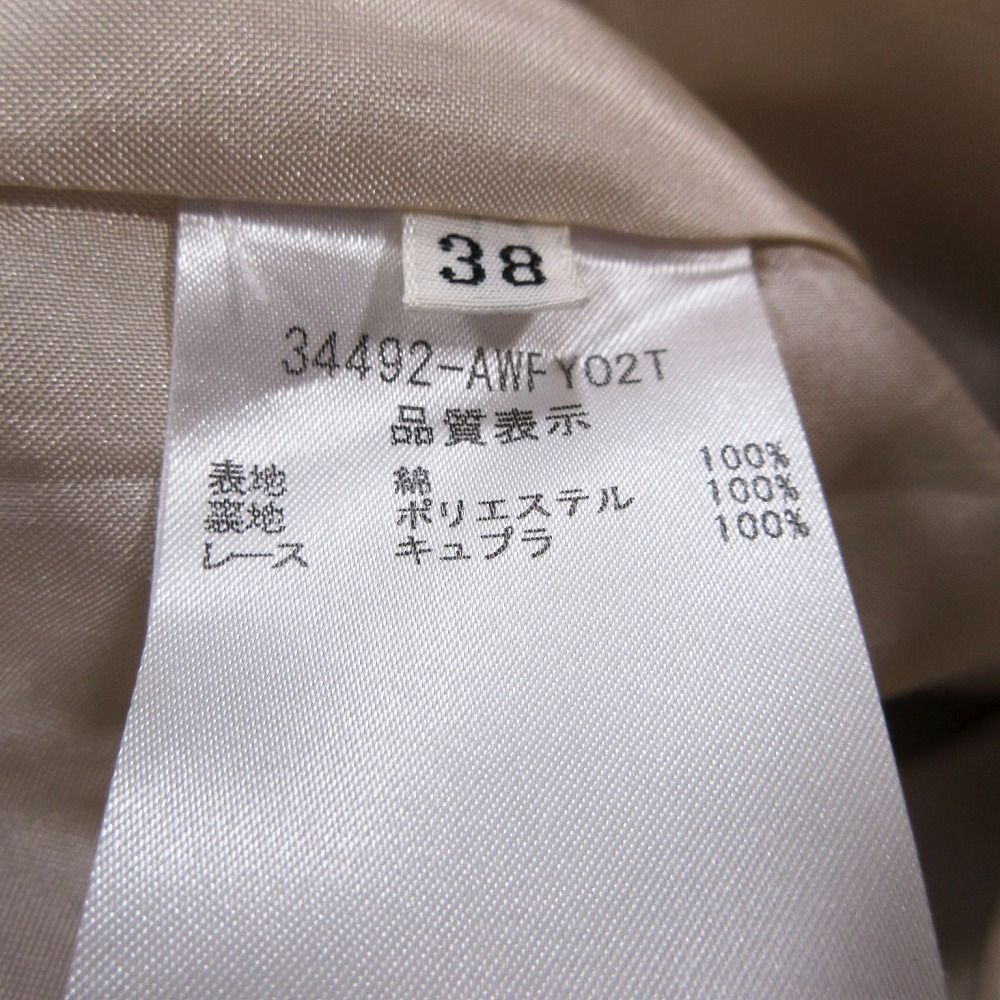 38
34492-AWFY02T
品質表示
表地 綿 100%
裏地 ポリエステル 100%
レース キュプラ 100%